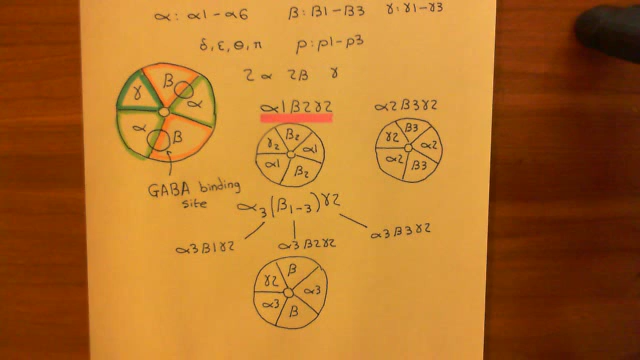 α: α1-α6 β: β1-β3 γ: γ1-γ3
δ, ε, θ, π ρ: ρ1-ρ3
2α 2β γ
γ β α β α
GABA binding
site
α1β2γ2
γ2 β2 α1 β2 α1
α2β3γ2
γ2 β3 α2 β3 α2
α3(β1-3)γ2
α3β1γ2 α3β2γ2 α3β3γ2
γ2 β α3 β α3